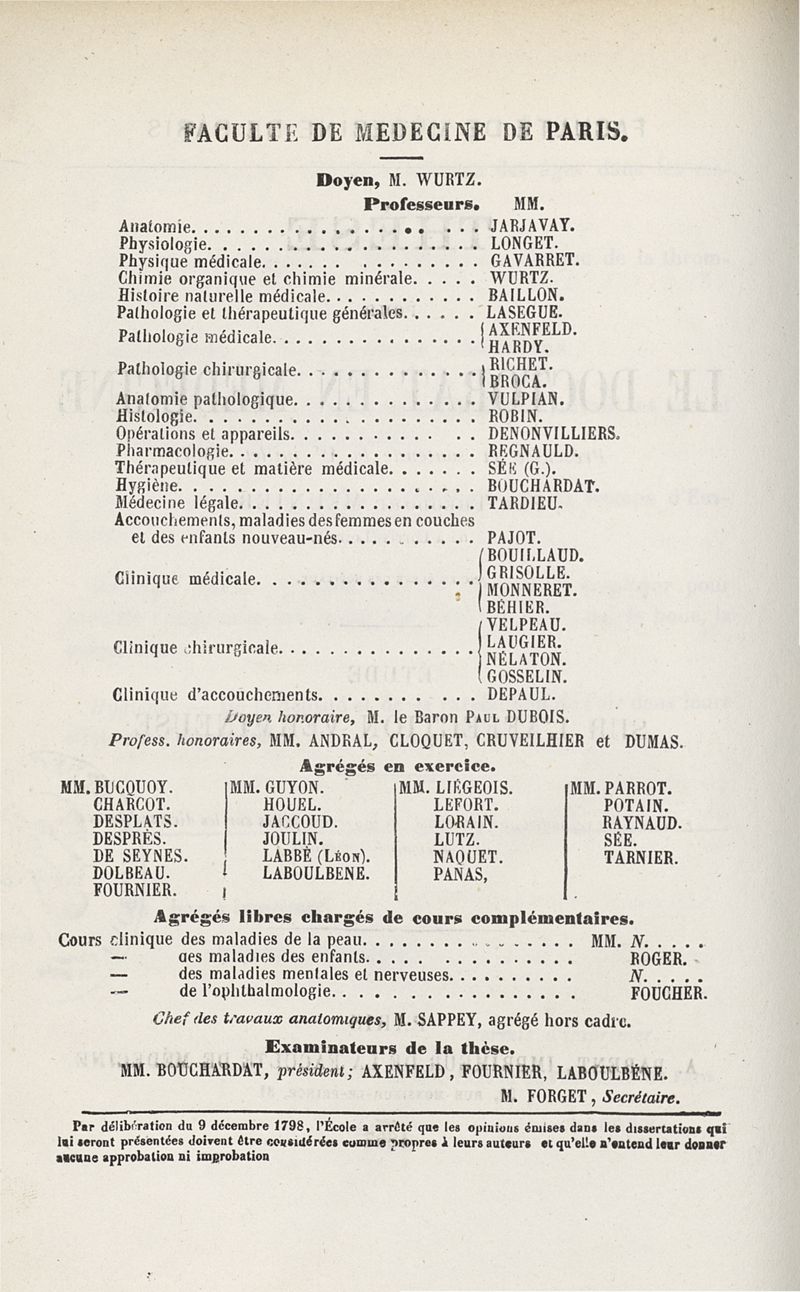 FACULTE DE MEDECINE DE PARIS.
Doyen, M. WURTZ.
Professeurs. MM.
Anatomie. . . . . . . . . . . . . . . . . . . . . JARJAVAY.
Physiologie. . . . . . . . . . . . . . . . . . . . LONGET.
Physique médicale. . . . . . . . . . . . . . . . GAVARRET.
Chimie organique et chimie minérale. . . . . WURTZ.
Histoire naturelle médicale. . . . . . . . . . . . BAILLON.
Pathologie et thérapeutique générales. . . . . . LASEGUE.
Pathologie médicale. . . . . . . . . . . . . . . . { AXENFELD.
HARDY.
Pathologie chirurgicale. . . . . . . . . . . . . . { RICHET.
BROCA.
Anatomie pathologique. . . . . . . . . . . . . . VULPIAN.
Histologie. . . . . . . . . . . . . . . . . . . . . ROBIN.
Opérations et appareils. . . . . . . . . . . . . DENONVILLIERS.
Pharmacologie. . . . . . . . . . . . . . . . . . REGNAULD.
Thérapeutique et matière médicale. . . . . . . SÉE (G.).
Hygiène. . . . . . . . . . . . . . . . . . . . . . BOUCHARDAT.
Médecine légale. . . . . . . . . . . . . . . . . . TARDIEU.
Accouchements, maladies des femmes en couches
et des enfants nouveau-nés. . . . . . . . . . . PAJOT.
Clinique médicale. . . . . . . . . . . . . . . . . { BOUILLAUD.
GRISOLLE.
MONNERET.
BÉHIER.
Clinique chirurgicale. . . . . . . . . . . . . . . { VELPEAU.
LAUGIER.
NÉLATON.
GOSSELIN.
Clinique d'accouchements. . . . . . . . . . . DEPAUL.
Doyen honoraire, M. le Baron PAUL DUBOIS.
Profess. honoraires, MM. ANDRAL, CLOQUET, CRUVEILHIER et DUMAS.
Agrégés en exercice.
MM. BUCQUOY.
CHARCOT.
DESPLATS.
DESPRÈS.
DE SEYNES.
DOLBEAU.
FOURNIER.
MM. GUYON.
HOUEL.
JACCOUD.
JOULIN.
LABBÉ (LÉON).
LABOULBENE.
MM. LIÉGEOIS.
LEFORT.
LORAIN.
LUTZ.
NAQUET.
PANAS,
MM. PARROT.
POTAIN.
RAYNAUD.
SÉE.
TARNIER.
Agrégés libres chargés de cours complémentaires.
Cours clinique des maladies de la peau. . . . . . . . . . . . . . . . MM. N. . . . .
— des maladies des enfants. . . . . . . . . . . . . . . . ROGER.
— des maladies mentales et nerveuses. . . . . . . . . . N. . . . .
— de l'ophthalmologie. . . . . . . . . . . . . . . . . . FOUCHER.
Chef des travaux anatomiques, M. SAPPEY, agrégé hors cadre.
Examinateurs de la thèse.
MM. BOUCHARDAT, président; AXENFELD, FOURNIER, LABOULBÉNE.
M. FORGET, Secrétaire.
Par délibération du 9 décembre 1798, l'École a arrêté que les opinions émises dans les dissertations qui
lui seront présentées doivent être considérées comme propres à leurs auteurs et qu'elle n'entend leur donner
aucune approbation ni improbation